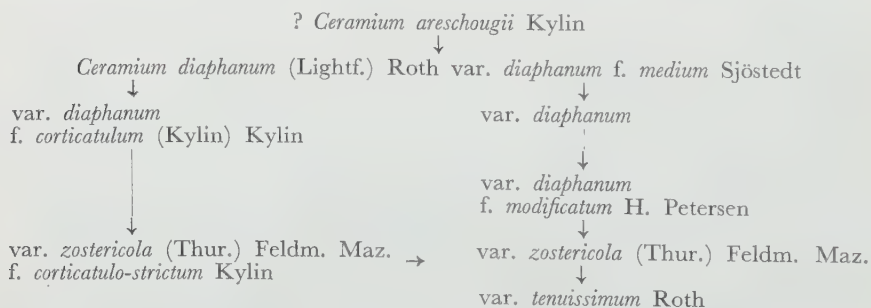 ? Ceramium areschougii Kylin
Ceramium diaphanum (Lightf.) Roth var. diaphanum f. medium Sjöstedt
var. diaphanum
f. corticatulum (Kylin) Kylin
var. diaphanum
var. diaphanum
f. modificatum H. Petersen
var. zostericola (Thur.) Feldm. Maz.
f. corticatulo-strictum Kylin
var. zostericola (Thur.) Feldm. Maz.
var. tenuissimum Roth